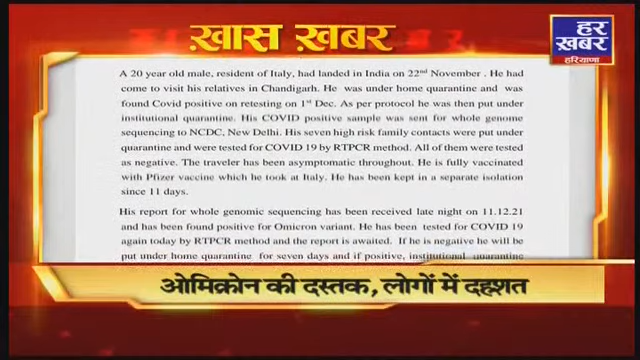 ख़ास ख़बर
हर
ख़बर
हरियाणा
A 20 year old male, resident of Italy, had landed in India on 22nd November . He had
come to visit his relatives in Chandigarh. He was under home quarantine and was
found Covid positive on retesting on 1st Dec. As per protocol he was then put under
institutional quarantine. His COVID positive sample was sent for whole genome
sequencing to NCDC, New Delhi. His seven high risk family contacts were put under
quarantine and were tested for COVID 19 by RTPCR method. All of them were tested
as negative. The traveler has been asymptomatic throughout. He is fully vaccinated
with Pfizer vaccine which he took at Italy. He has been kept in a separate isolation
since 11 days.
His report for whole genomic sequencing has been received late night on 11.12.21
and has been found positive for Omicron variant. He has been tested for COVID 19
again today by RTPCR method and the report is awaited. If he is negative he will be
put under home quarantine for seven days and if positive, institutional quarantine
ओमिक्रोन की दस्तक, लोगों में दहशत